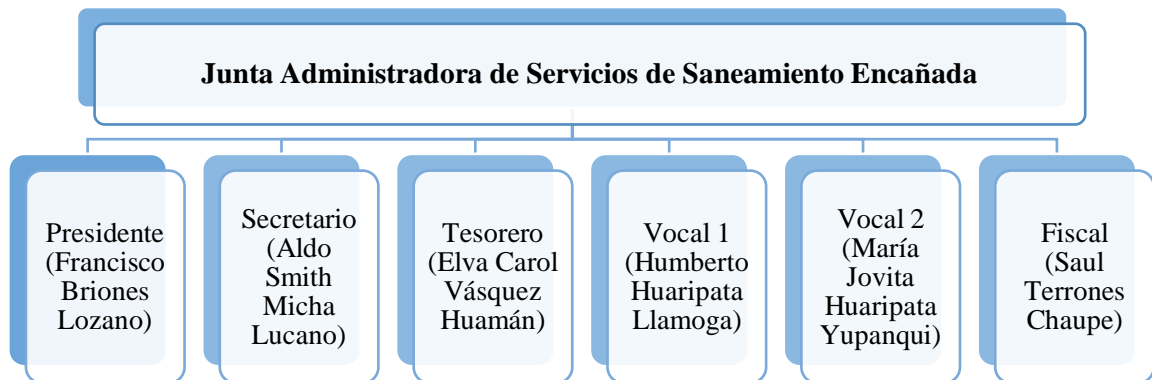 Junta Administradora de Servicios de Saneamiento Encañada
Presidente
(Francisco
Briones
Lozano)
Secretario
(Aldo
Smith
Micha
Lucano)
Tesorero
(Elva Carol
Vásquez
Huamán)
Vocal 1
(Humberto
Huaripata
Llamoga)
Vocal 2
(María
Jovita
Huaripata
Yupanqui)
Fiscal
(Saul
Terrones
Chaupe)